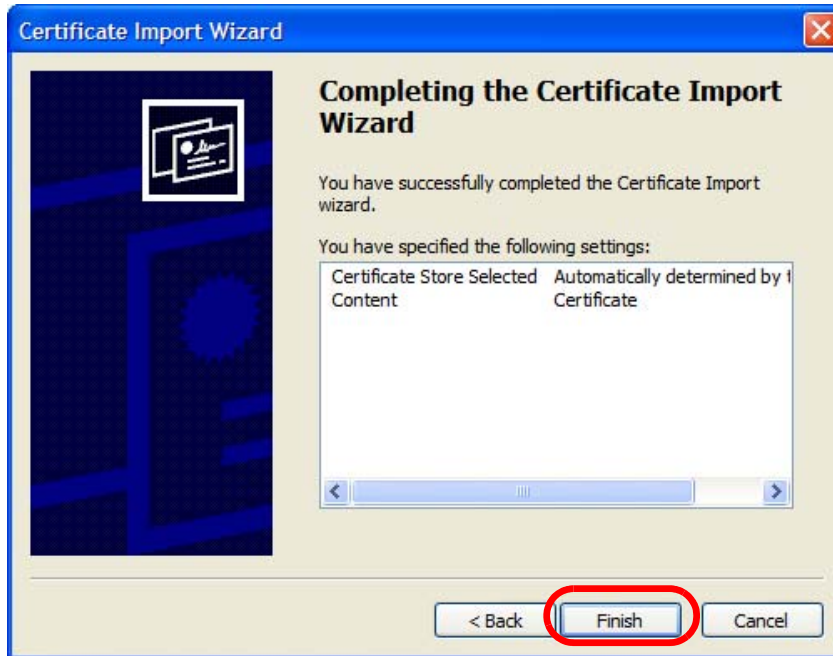 Certificate Import Wizard
Completing the Certificate Import
Wizard
You have successfully completed the Certificate Import
wizard.
You have specified the following settings:
Certificate Store Selected Automatically determined by t
Content Certificate
< Back Finish Cancel